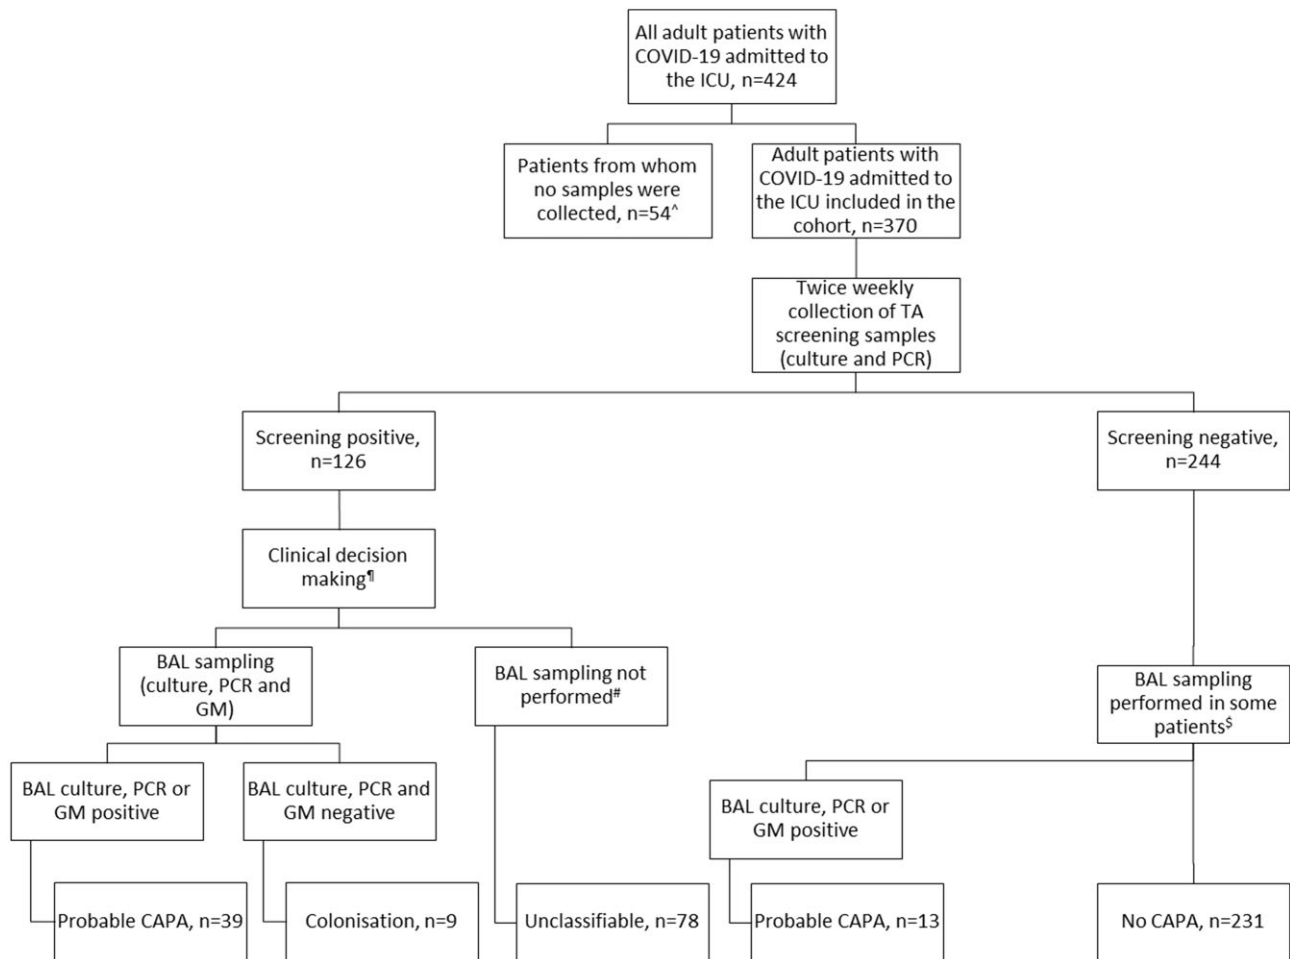 All adult patients with
COVID-19 admitted to
the ICU, n=424
Patients from whom
no samples were
collected, n=54^
Adult patients with
COVID-19 admitted to
the ICU included in the
cohort, n=370
Twice weekly
collection of TA
screening samples
(culture and PCR)
Screening positive,
n=126
Screening negative,
n=244
Clinical decision
making¶
BAL sampling
(culture, PCR and
GM)
BAL sampling not
performed#
BAL sampling
performed in some
patients$
BAL culture, PCR or
GM positive
BAL culture, PCR and
GM negative
BAL culture, PCR or
GM positive
Probable CAPA, n=39
Colonisation, n=9
Unclassifiable, n=78
Probable CAPA, n=13
No CAPA, n=231